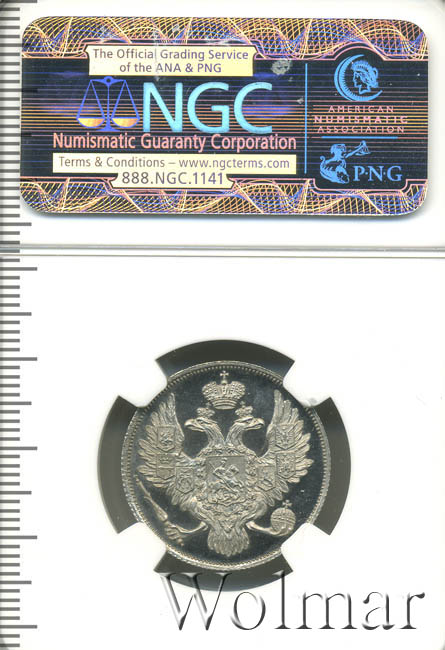 The Official Grading Service
of the ANA & PNG
NGC
Numismatic Guaranty Corporation
Terms & Conditions – www.ngcterms.com
888.NGC.1141
AMERICAN
NUMISMATIC
ASSOCIATION
P·N·G
Wolmar